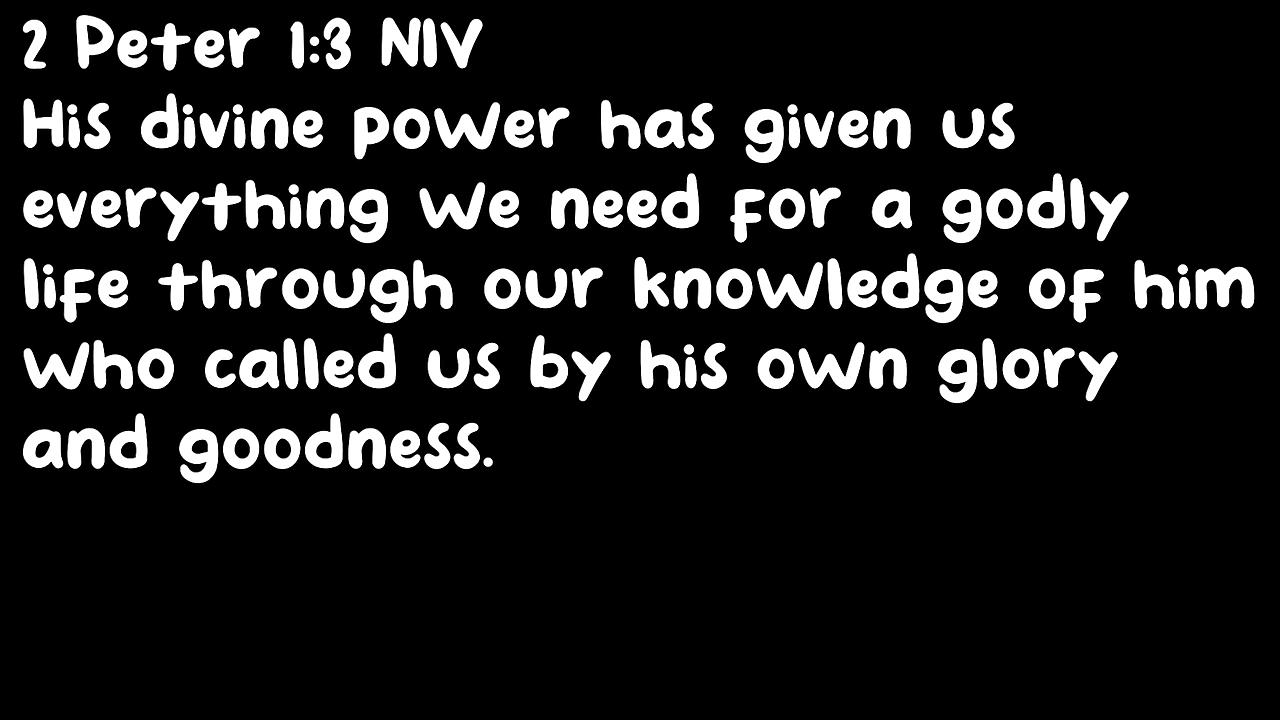 2 Peter 1:3 NIV
His divine power has given us
everything we need for a godly
life through our knowledge of him
who called us by his own glory
and goodness.